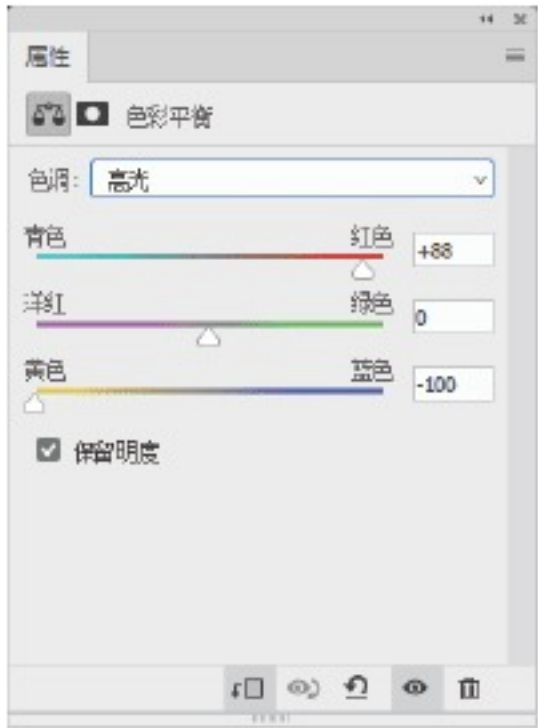 属性
色彩平衡
色调: 高光
青色 红色 +88
洋红 绿色 0
黄色 蓝色 -100
保留明度